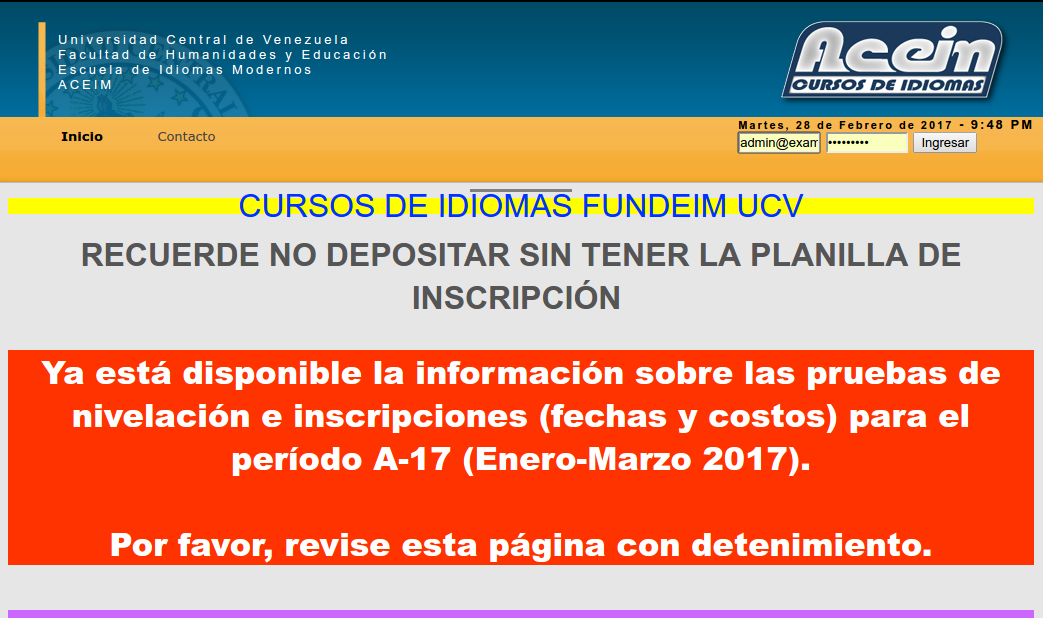 Universidad Central de Venezuela
Facultad de Humanidades y Educación
Escuela de Idiomas Modernos
ACEIM
Aceim
CURSOS DE IDIOMAS
Inicio
Contacto
Martes, 28 de Febrero de 2017 - 9:48 PM
admin@exam
•••••••••
Ingresar
CURSOS DE IDIOMAS FUNDEIM UCV
RECUERDE NO DEPOSITAR SIN TENER LA PLANILLA DE
INSCRIPCIÓN
Ya está disponible la información sobre las pruebas de
nivelación e inscripciones (fechas y costos) para el
período A-17 (Enero-Marzo 2017).
Por favor, revise esta página con detenimiento.